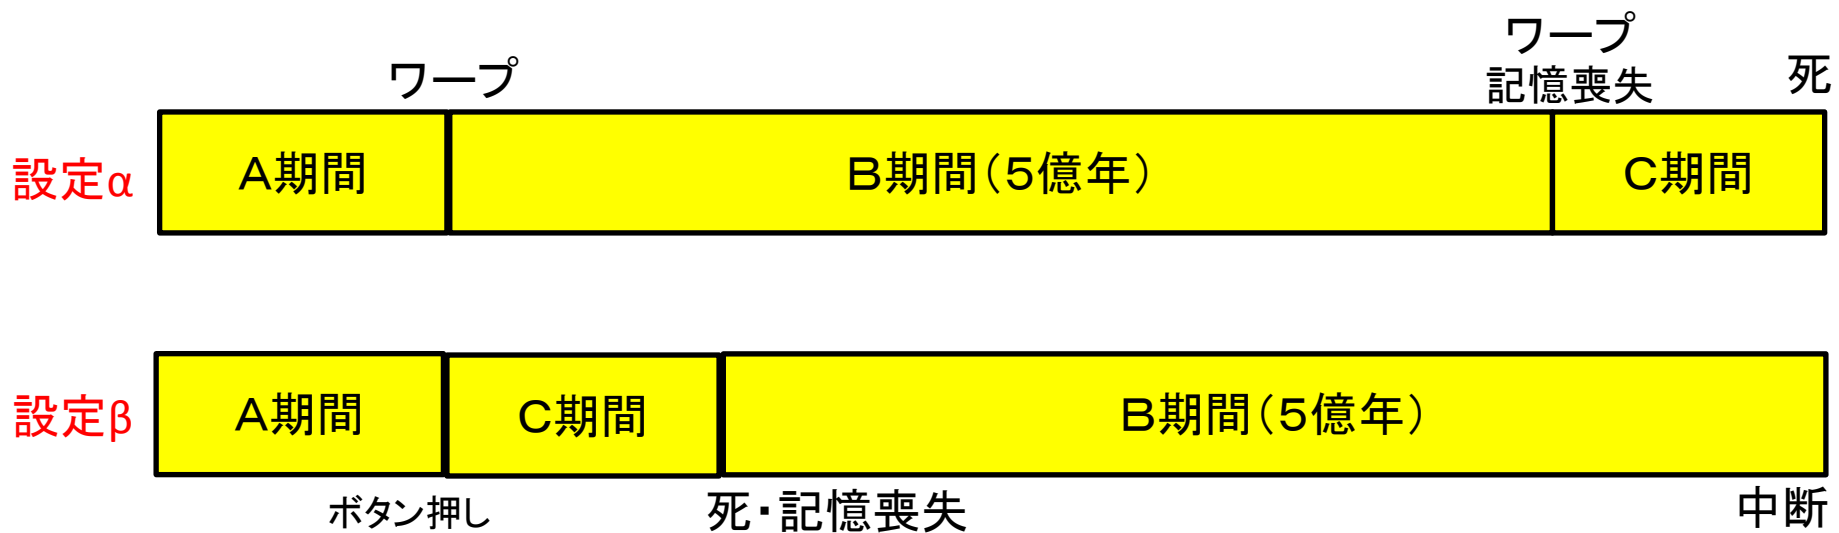 ワープ
ワープ
記憶喪失
死
設定α
A期間
B期間(5億年)
C期間
設定β
A期間
C期間
B期間(5億年)
ボタン押し
死・記憶喪失
中断